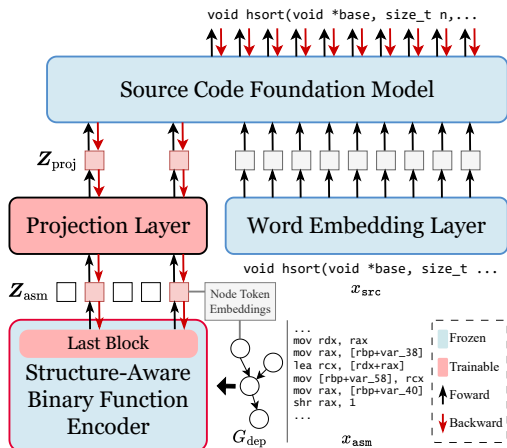 void hsort(void *base, size_t n,...
Source Code Foundation Model
Z_proj
Projection Layer
Word Embedding Layer
void hsort(void *base, size_t ...
Z_asm
x_src
Node Token
Embeddings
Last Block
Structure-Aware
Binary Function
Encoder
G_dep
...
mov rdx, rax
mov rax, [rbp+var_38]
lea rcx, [rdx+rax]
mov [rbp+var_58], rcx
mov rax, [rbp+var_40]
shr rax, 1
...
x_asm
Frozen
Trainable
Foward
Backward